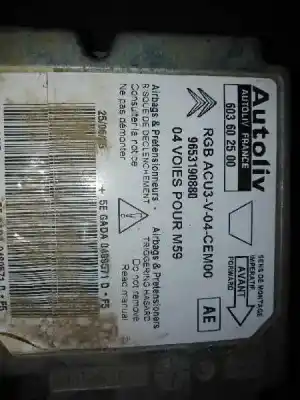 Autoliv
AUTOLIV FRANCE
603 60 25 00
RGB ACU3-V-04-CEM00
9653190880
04 VOIES POUR M59
AE
SENS DE MONTAGE
IMPERATIF
AVANT
FORWARD
Airbags & Pretensionneurs -
RISQUE DE DECLENCHEMENT
Consulter la notice
Ne pas démonter
Airbags & Pretensioners
TRIGGERING HASARD
Do not remove
Read manual